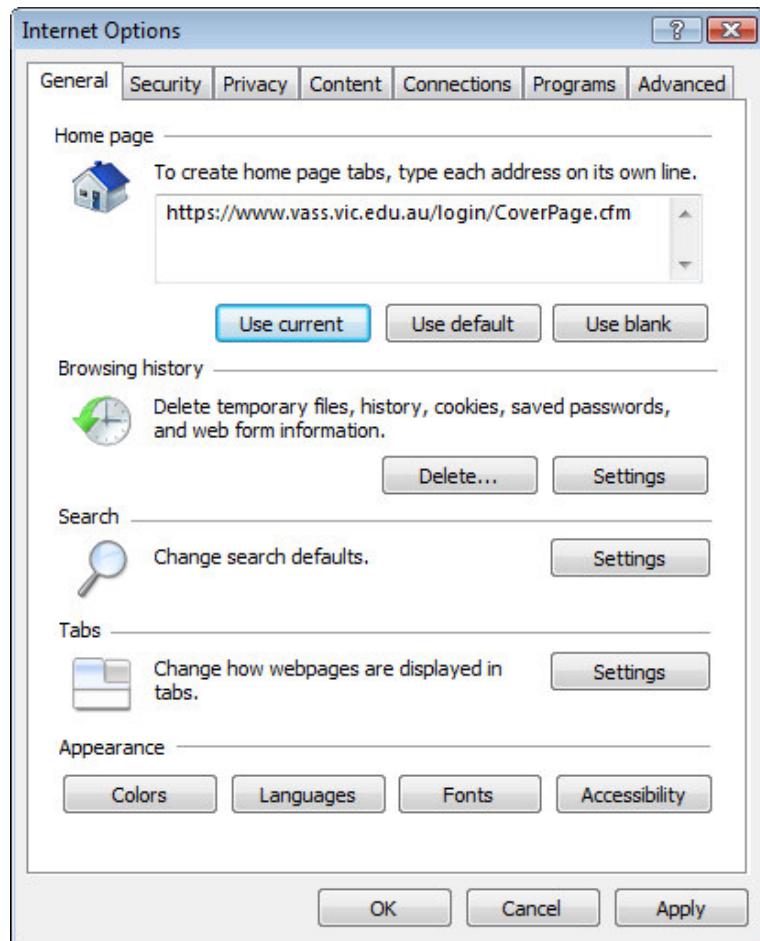 Internet Options
General Security Privacy Content Connections Programs Advanced
Home page
To create home page tabs, type each address on its own line.
https://www.vass.vic.edu.au/login/CoverPage.cfm
Use current Use default Use blank
Browsing history
Delete temporary files, history, cookies, saved passwords,
and web form information.
Delete... Settings
Search
Change search defaults. Settings
Tabs
Change how webpages are displayed in
tabs.
Settings
Appearance
Colors Languages Fonts Accessibility
OK Cancel Apply